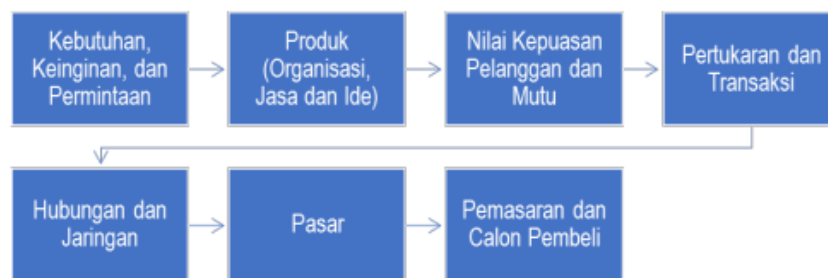 Kebutuhan,
Keinginan, dan
Permintaan
Produk
(Organisasi,
Jasa dan Ide)
Nilai Kepuasan
Pelanggan dan
Mutu
Pertukaran dan
Transaksi
Hubungan dan
Jaringan
Pasar
Pemasaran dan
Calon Pembeli